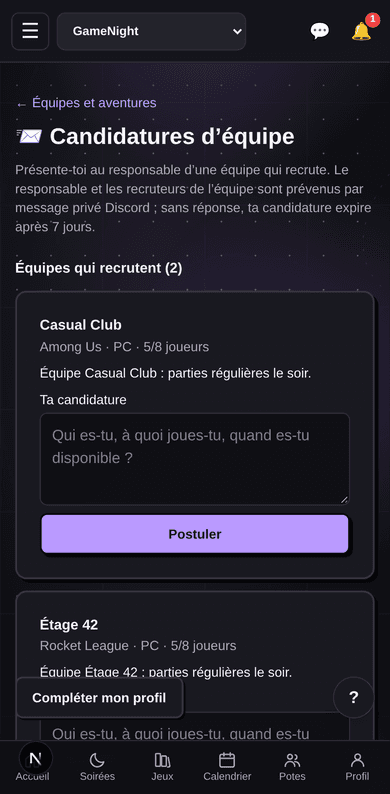 GameNight
1
← Équipes et aventures
Candidatures d’équipe
Présente-toi au responsable d’une équipe qui recrute. Le
responsable et les recruteurs de l’équipe sont prévenus par
message privé Discord ; sans réponse, ta candidature expire
après 7 jours.
Équipes qui recrutent (2)
Casual Club
Among Us · PC · 5/8 joueurs
Équipe Casual Club : parties régulières le soir.
Ta candidature
Qui es-tu, à quoi joues-tu, quand es-tu
disponible ?
Postuler
Étage 42
Rocket League · PC · 5/8 joueurs
Équipe Étage 42 : parties régulières le soir.
Compléter mon profil
?
Qui es-tu, à quoi joues-tu, quand es-tu
N
Accueil Soirées Jeux Calendrier Potes Profil